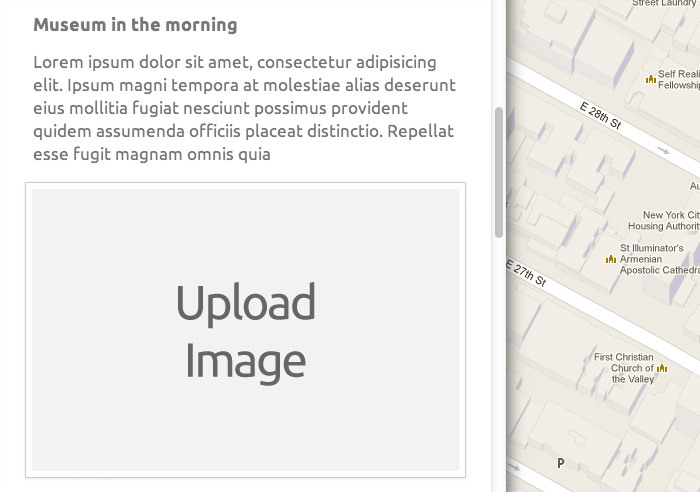 Museum in the morning
Lorem ipsum dolor sit amet, consectetur adipisicing
elit. Ipsum magni tempora at molestiae alias deserunt
eius mollitia fugiat nesciunt possimus provident
quidem assumenda officiis placeat distinctio. Repellat
esse fugit magnam omnis quia
Upload
Image
Street Laundry
Self Reali
Fellowship
E 28th St
Au
New York Cit
Housing Authorit
St Illuminator's
Armenian
Apostolic Cathedra
E 27th St
First Christian
Church of
the Valley
P